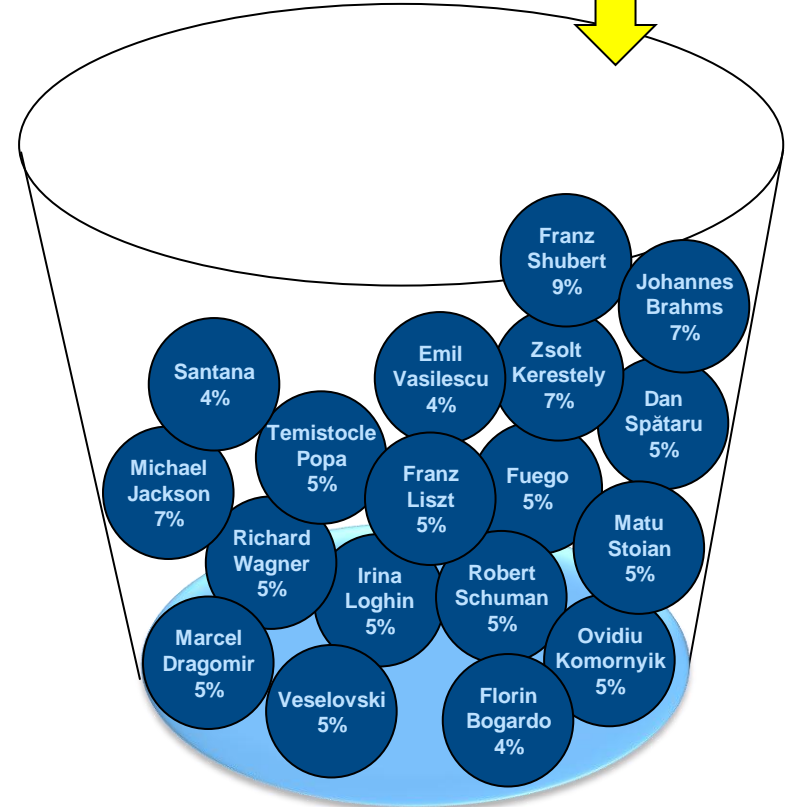 Franz
Shubert
9%
Johannes
Brahms
7%
Santana
4%
Emil
Vasilescu
4%
Zsolt
Kerestely
7%
Dan
Spătaru
5%
Temistocle
Popa
5%
Michael
Jackson
7%
Franz
Liszt
5%
Fuego
5%
Matu
Stoian
5%
Richard
Wagner
5%
Irina
Loghin
5%
Robert
Schuman
5%
Marcel
Dragomir
5%
Ovidiu
Komornyik
5%
Veselovski
5%
Florin
Bogardo
4%